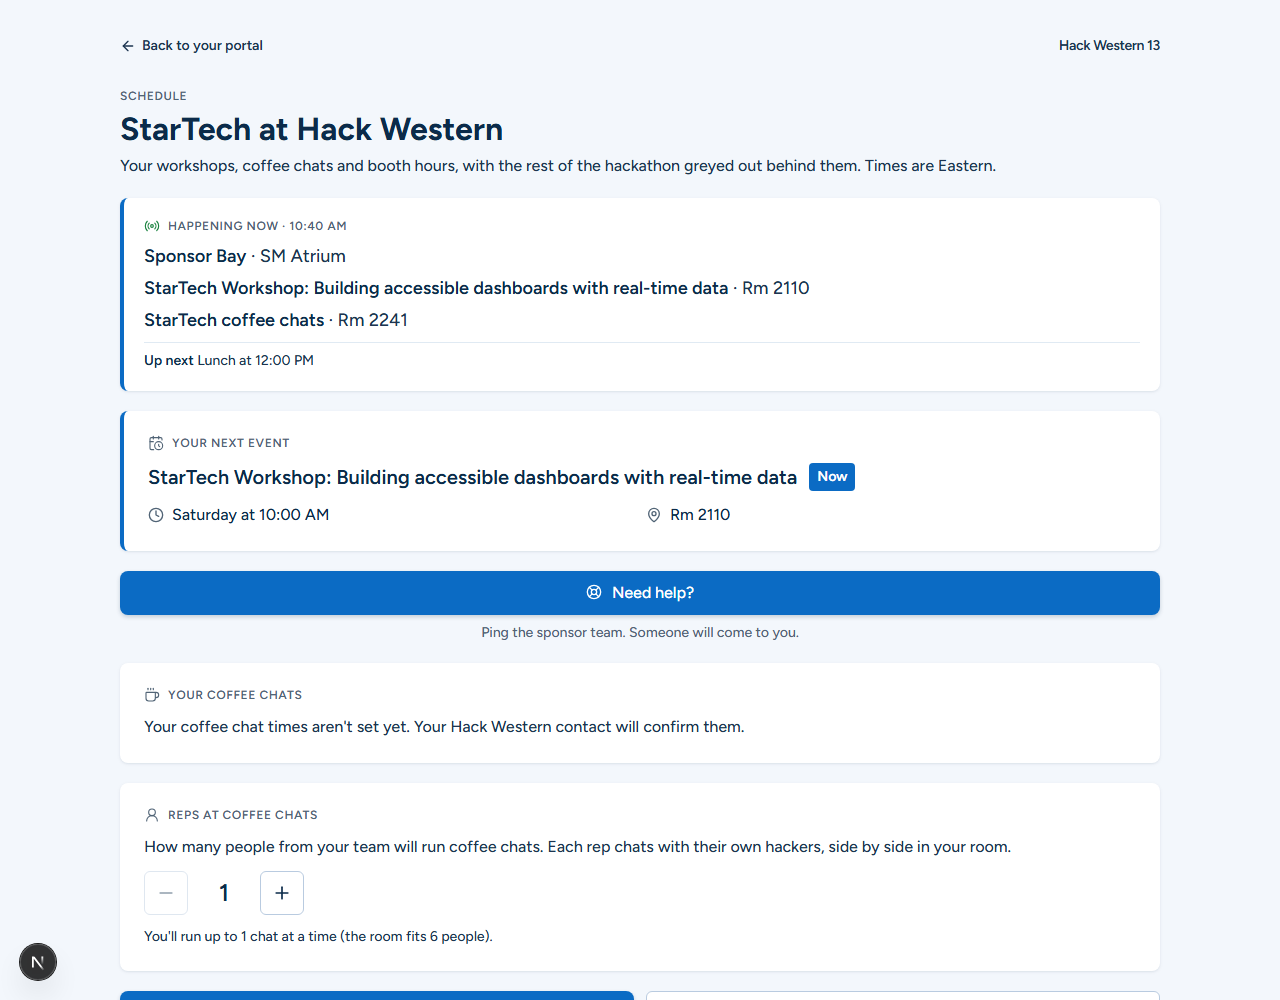 Back to your portal
Hack Western 13
SCHEDULE
StarTech at Hack Western
Your workshops, coffee chats and booth hours, with the rest of the hackathon greyed out behind them. Times are Eastern.
HAPPENING NOW · 10:40 AM
Sponsor Bay · SM Atrium
StarTech Workshop: Building accessible dashboards with real-time data · Rm 2110
StarTech coffee chats · Rm 2241
Up next Lunch at 12:00 PM
YOUR NEXT EVENT
StarTech Workshop: Building accessible dashboards with real-time data Now
Saturday at 10:00 AM
Rm 2110
Need help?
Ping the sponsor team. Someone will come to you.
YOUR COFFEE CHATS
Your coffee chat times aren't set yet. Your Hack Western contact will confirm them.
REPS AT COFFEE CHATS
How many people from your team will run coffee chats. Each rep chats with their own hackers, side by side in your room.
− 1 +
You'll run up to 1 chat at a time (the room fits 6 people).
N